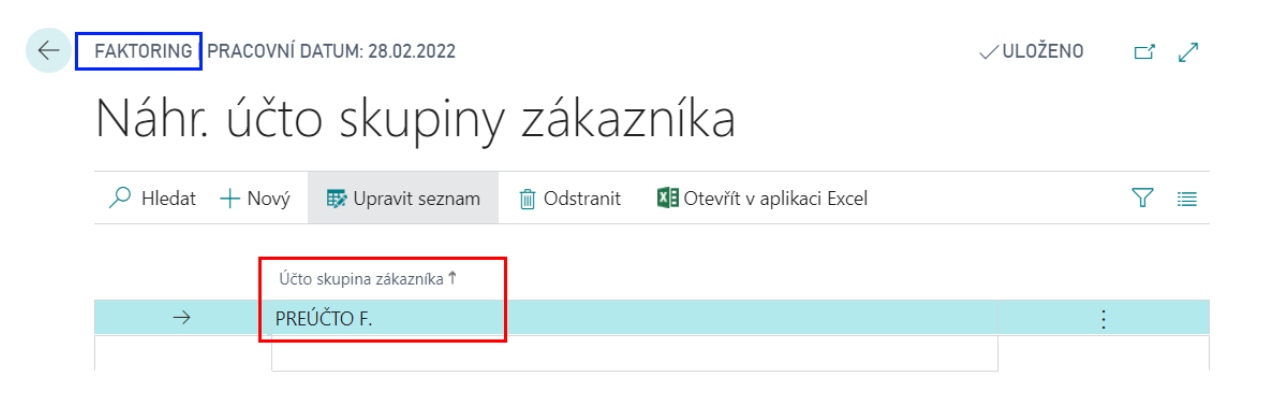 FAKTORING | PRACOVNÍ DATUM: 28.02.2022
✓ULOŽENO
Náhr. účto skupiny zákazníka
Hledat
Nový
Upravit seznam
Odstranit
Otevřít v aplikaci Excel
Účto skupina zákazníka ↑
PREÚČTO F.